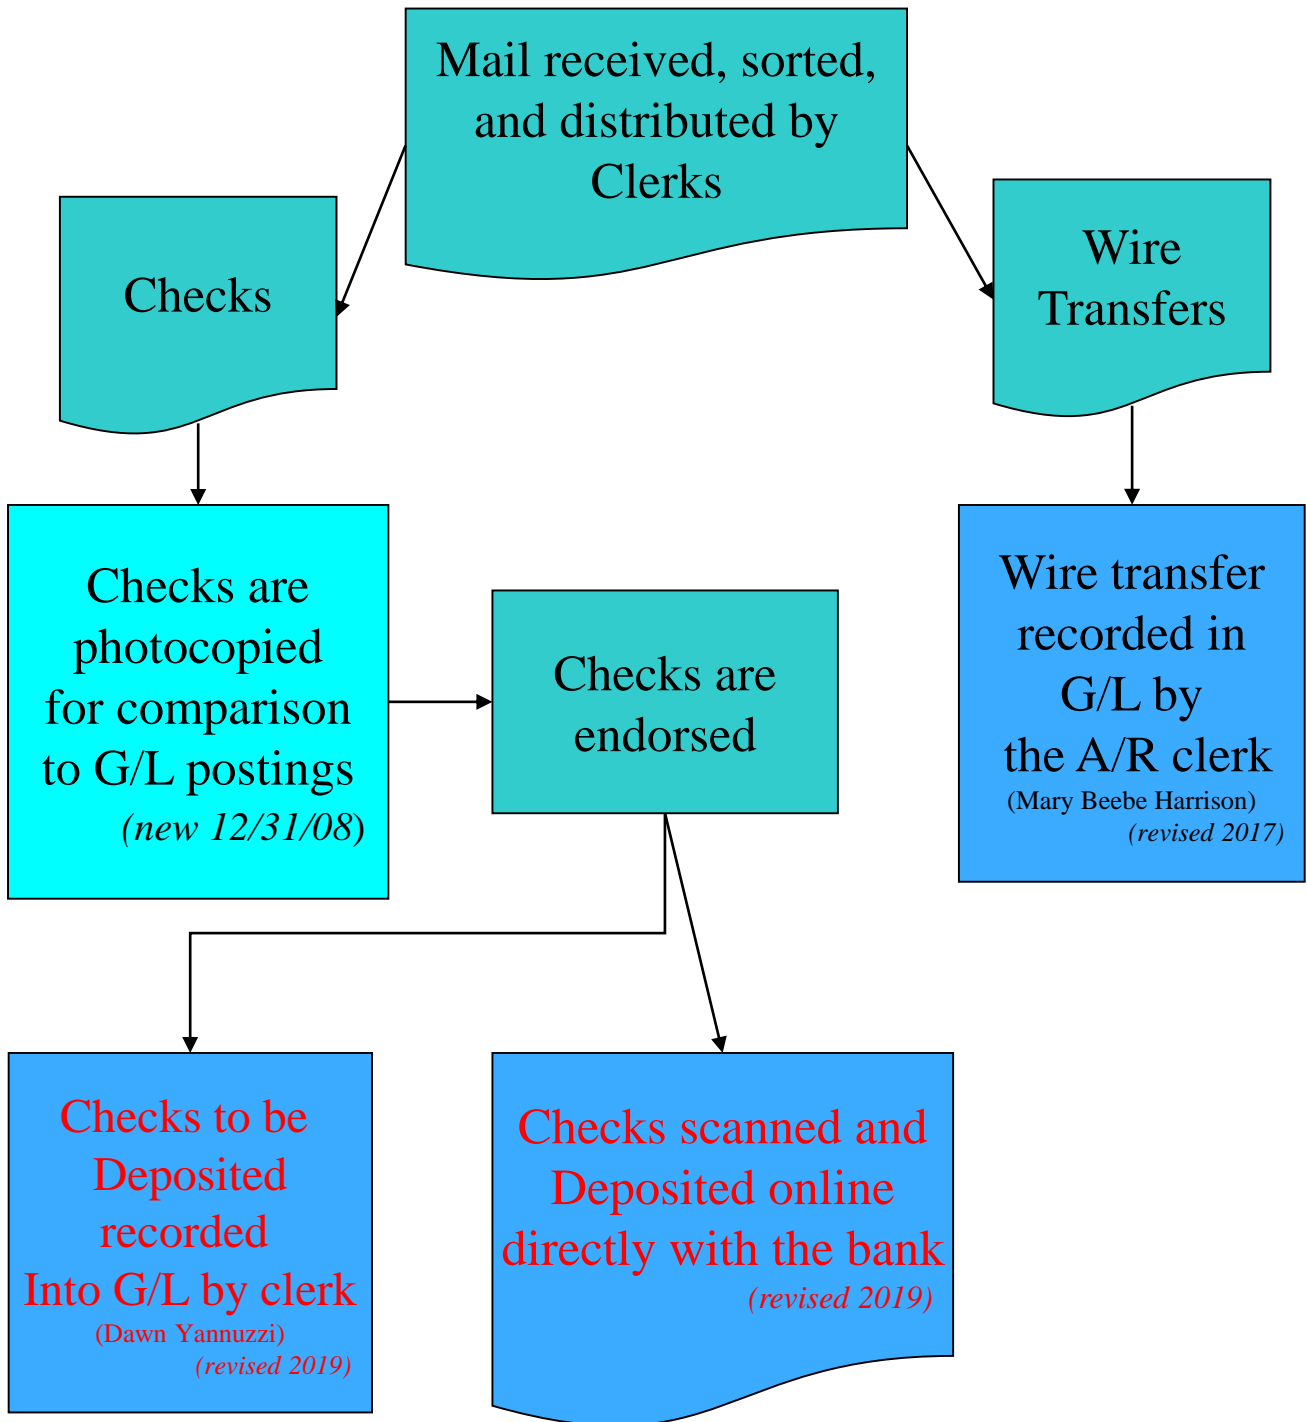 Mail received, sorted,
and distributed by
Clerks
Checks
Wire
Transfers
Checks are
photocopied
for comparison
to G/L postings
(new 12/31/08)
Checks are
endorsed
Wire transfer
recorded in
G/L by
the A/R clerk
(Mary Beebe Harrison)
(revised 2017)
Checks to be
Deposited
recorded
Into G/L by clerk
(Dawn Yannuzzi)
(revised 2019)
Checks scanned and
Deposited online
directly with the bank
(revised 2019)